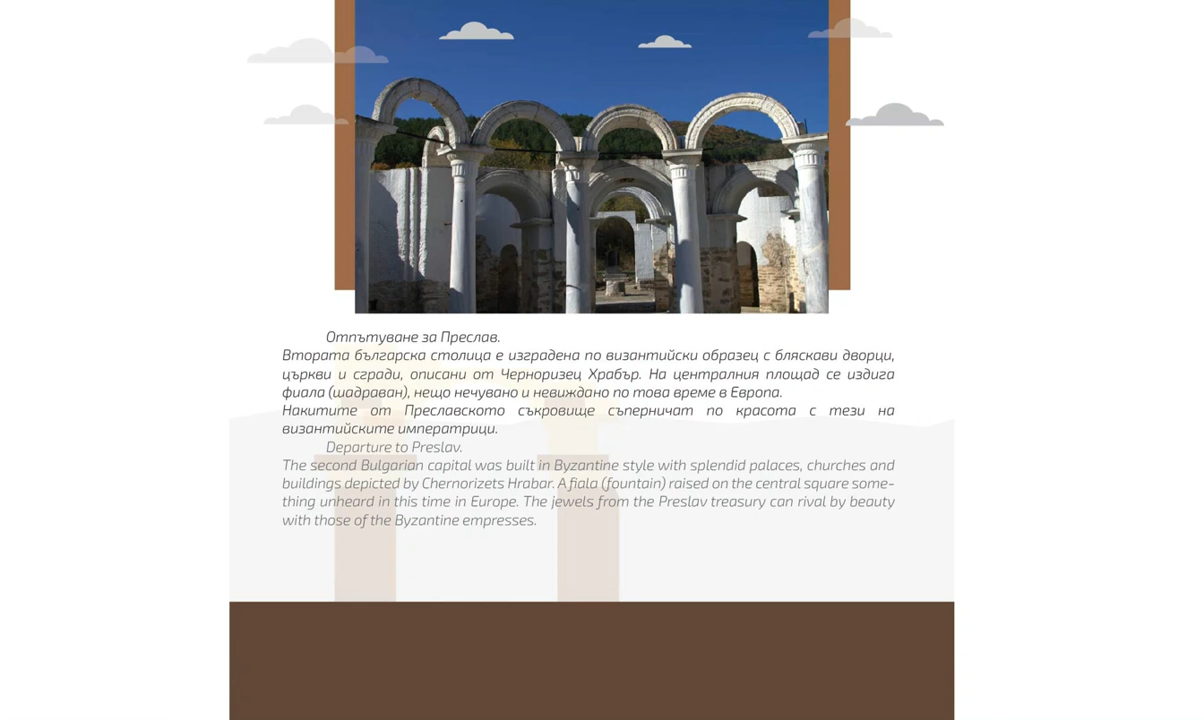 Отпътуване за Преслав.
Втората българска столица е изградена по византийски образец с бляскави дворци,
църкви и сгради, описани от Черноризец Храбър. На централния площад се издига
фиала (шадраван), нещо нечувано и невиждано по това време в Европа.
Накитите от Преславското съкровище съперничат по красота с тези на
византийските императрици.
Departure to Preslav.
The second Bulgarian capital was built in Byzantine style with splendid palaces, churches and
buildings depicted by Chernorizets Hrabar. A fiala (fountain) raised on the central square some-
thing unheard in this time in Europe. The jewels from the Preslav treasury can rival by beauty
with those of the Byzantine empresses.